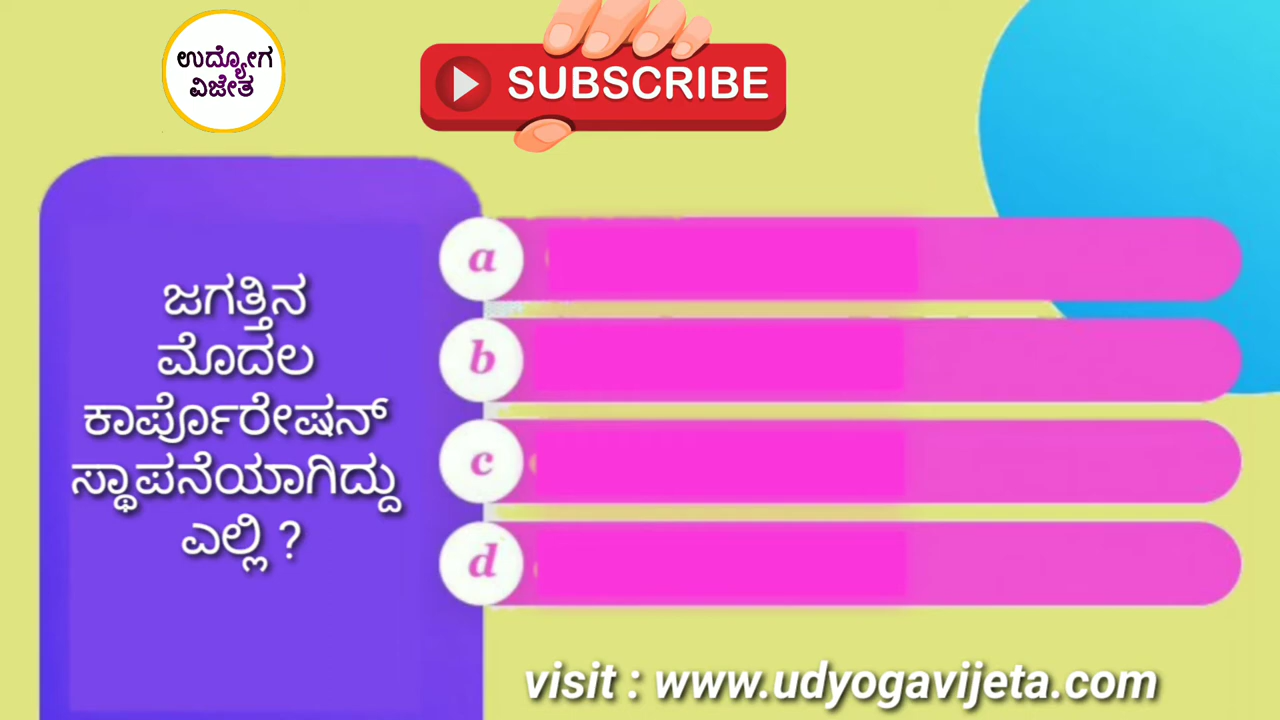 ಉದ್ಯೋಗ
ವಿಜೇತ
SUBSCRIBE
ಜಗತ್ತಿನ
ಮೊದಲ
ಕಾರ್ಪೊರೇಷನ್
ಸ್ಥಾಪನೆಯಾಗಿದ್ದು
ಎಲ್ಲಿ ?
a
b
c
d
visit : www.udyogavijeta.com